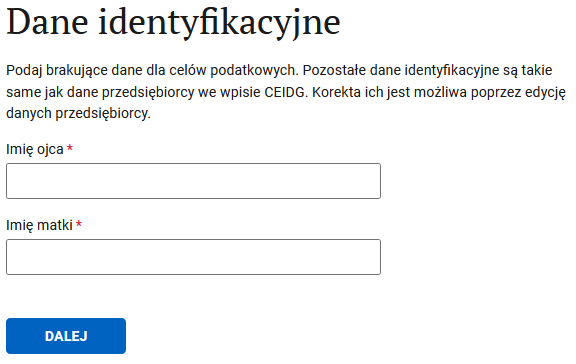 Dane identyfikacyjne
Podaj brakujące dane dla celów podatkowych. Pozostałe dane identyfikacyjne są takie
same jak dane przedsiębiorcy we wpisie CEIDG. Korekta ich jest możliwa poprzez edycję
danych przedsiębiorcy.
Imię ojca *
Imię matki *
DALEJ